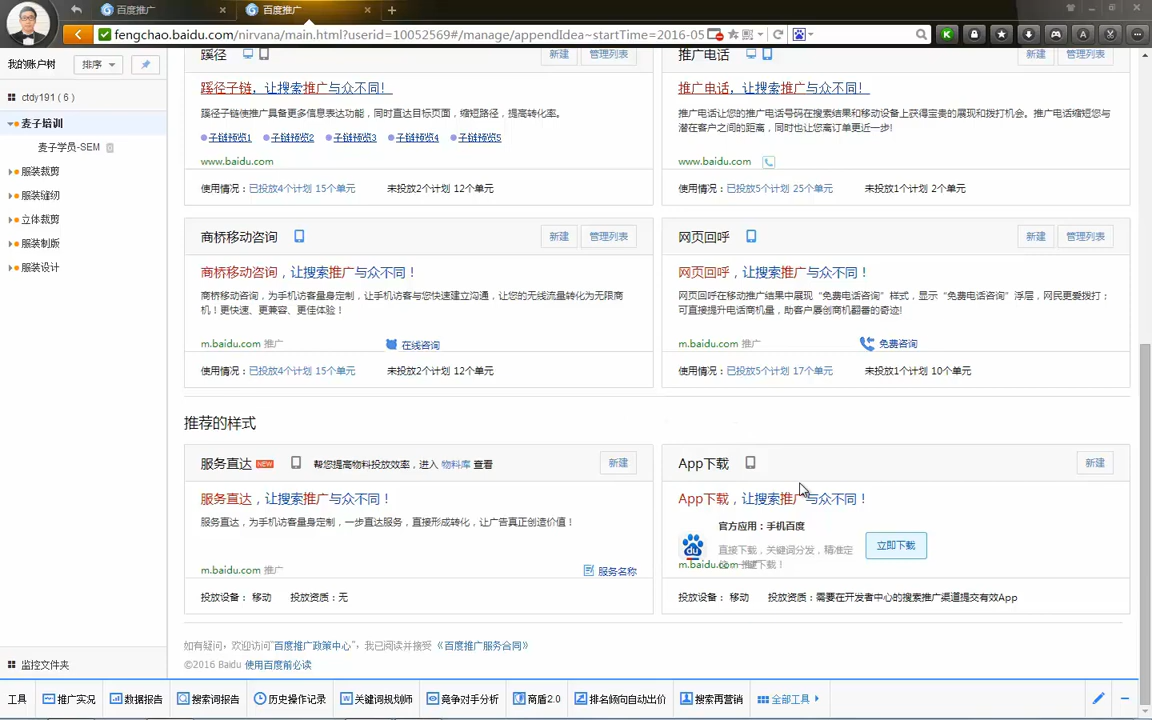 百度推广
百度推广
fengchao.baidu.com/nirvana/main.html?userid=10052569#/manage/appendIdea~startTime=2016-05
我的账户树 排序
ctdy191 ( 6 )
麦子培训
麦子学员-SEM
服装裁剪
服装缝纫
立体裁剪
服装制版
服装设计
监控文件夹
蹊径 新建 管理列表
蹊径子链，让搜索推广与众不同！
蹊径子链使推广具备更多信息表达功能，同时直达目标页面，缩短路径，提高转化率。
子链预览1 子链预览2 子链预览3 子链预览4 子链预览5
www.baidu.com
使用情况：已投放4个计划 15个单元 未投放2个计划 12个单元
推广电话 新建 管理列表
推广电话，让搜索推广与众不同！
推广电话让您的推广电话号码在搜索结果和移动设备上获得宝贵的展现和拨打机会。推广电话缩短您与
潜在客户之间的距离，同时也让您离订单更近一步!
www.baidu.com
使用情况：已投放5个计划 25个单元 未投放1个计划 2个单元
商桥移动咨询 新建 管理列表
商桥移动咨询，让搜索推广与众不同！
商桥移动咨询，为手机访客量身定制，让手机访客与您快速建立沟通，让您的无线流量转化为无限商
机！更快速、更兼容、更佳体验！
m.baidu.com 推广 在线咨询
使用情况：已投放4个计划 15个单元 未投放2个计划 12个单元
网页回呼 新建 管理列表
网页回呼，让搜索推广与众不同！
网页回呼在移动推广结果中展现“免费电话咨询”样式，显示“免费电话咨询”浮层，网民更爱拨打；
可直接提升电话商机量，助客户展创商机翻番的奇迹!
m.baidu.com 推广 免费咨询
使用情况：已投放5个计划 17个单元 未投放1个计划 10个单元
推荐的样式
服务直达 NEW 帮您提高物料投放效率，进入 物料库 查看 新建
服务直达，让搜索推广与众不同！
服务直达，为手机访客量身定制，一步直达服务，直接形成转化，让广告真正创造价值！
m.baidu.com 推广 服务名称
投放设备： 移动 投放资质：无
App下载 新建
App下载，让搜索推广与众不同！
官方应用：手机百度
直接下载，关键词分发，精准定
立即下载
m.baidu.com 下载！
投放设备： 移动 投放资质：需要在开发者中心的搜索推广渠道提交有效App
如有疑问，欢迎访问“百度推广政策中心”，我已阅读并接受 《百度推广服务合同》
©2016 Baidu 使用百度前必读
工具 推广实况 数据报告 搜索词报告 历史操作记录 关键词规划师 竞争对手分析 商盾2.0 排名倾向自动出价 搜索再营销 全部工具